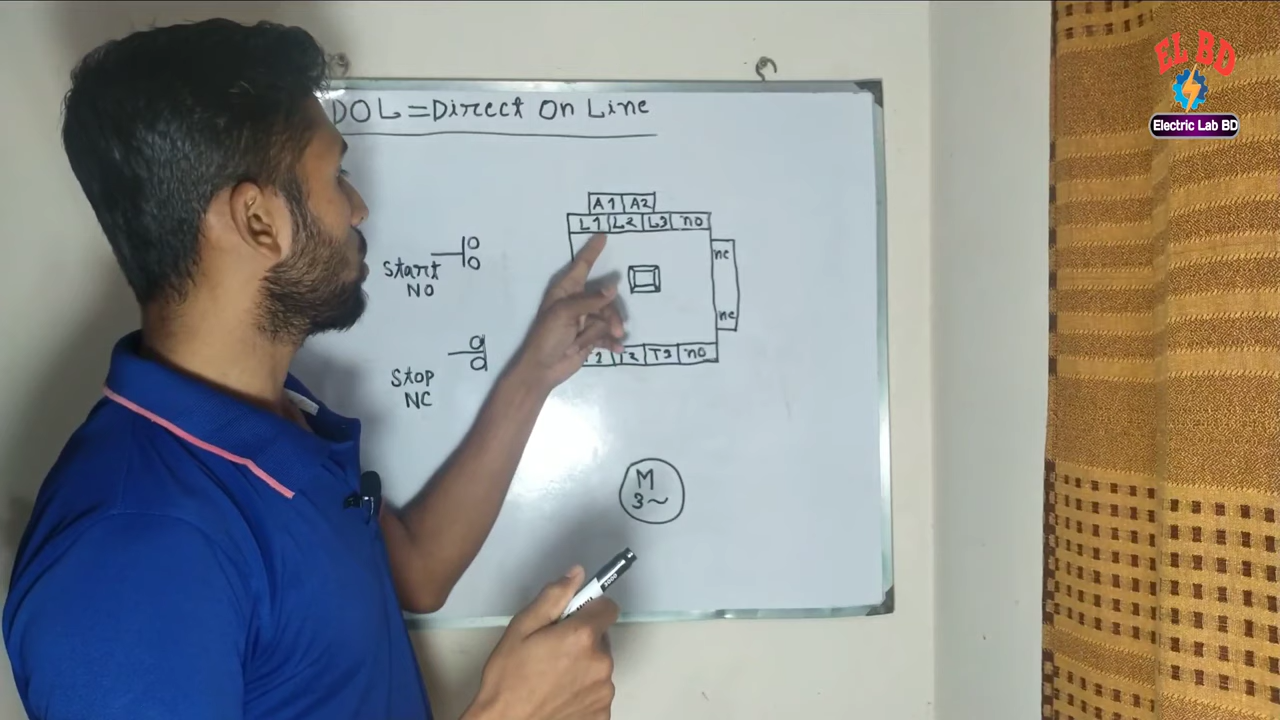 DOL=Direct On Line
A1 A2
L1 L2 L3 no
nc
Start
NO
nc
T2 T3 no
Stop
NC
M
3~
EL BD
Electric Lab BD